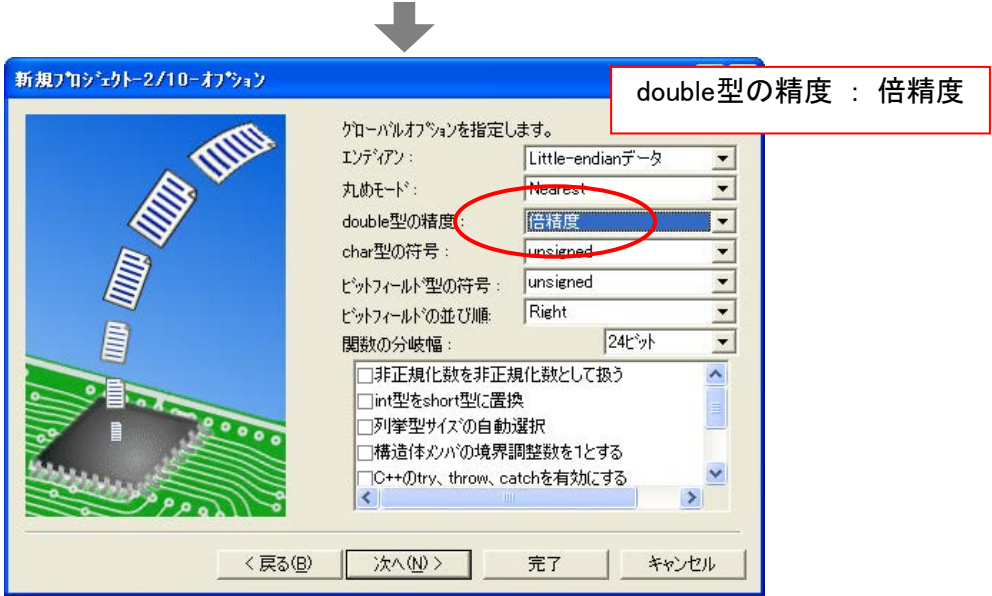 新規ﾌﾟﾛｼﾞｪｸﾄ-2/10-ｵﾌﾟｼｮﾝ
double型の精度 : 倍精度
ｸﾞﾛｰﾊﾞﾙｵﾌﾟｼｮﾝを指定します。
ｴﾝﾃﾞｨｱﾝ : Little-endianデータ
丸めﾓｰﾄﾞ : Nearest
double型の精度 : 倍精度
char型の符号 : unsigned
ﾋﾞｯﾄﾌｨｰﾙﾄﾞ型の符号 : unsigned
ﾋﾞｯﾄﾌｨｰﾙﾄﾞの並び順: Right
関数の分岐幅 : 24ﾋﾞｯﾄ
非正規化数を非正規化数として扱う
int型をshort型に置換
列挙型ｻｲｽﾞの自動選択
構造体ﾒﾝﾊﾞの境界調整数を1とする
C++のtry、throw、catchを有効にする
< 戻る(B) 次へ(N) > 完了 キャンセル